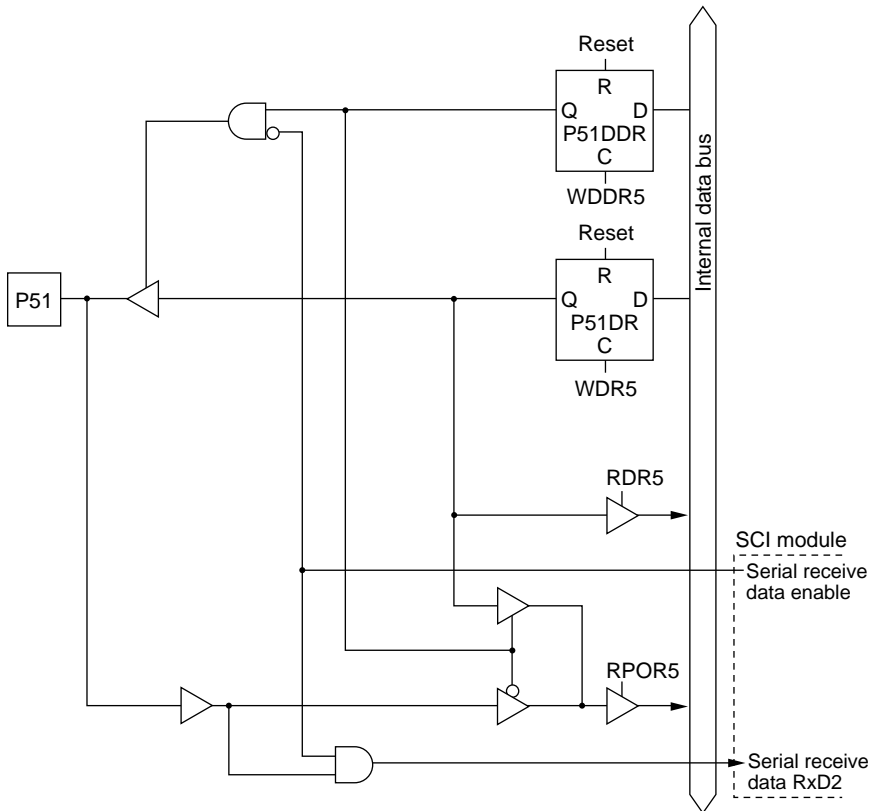 Reset
R
Q D
P51DDR
C
WDDR5
Internal data bus
Reset
R
Q D
P51DR
C
WDR5
P51
RDR5
SCI module
Serial receive
data enable
RPOR5
Serial receive
data RxD2